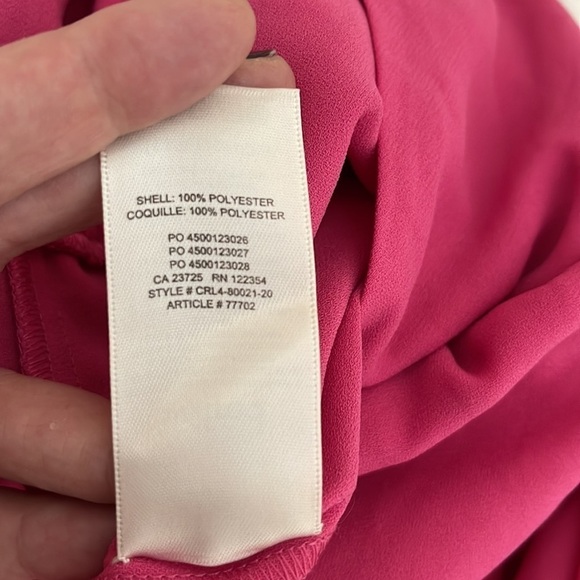 SHELL: 100% POLYESTER
COQUILLE: 100% POLYESTER
PO 4500123026
PO 4500123027
PO 4500123028
CA 23725 RN 122354
STYLE # CRL4-80021-20
ARTICLE # 77702